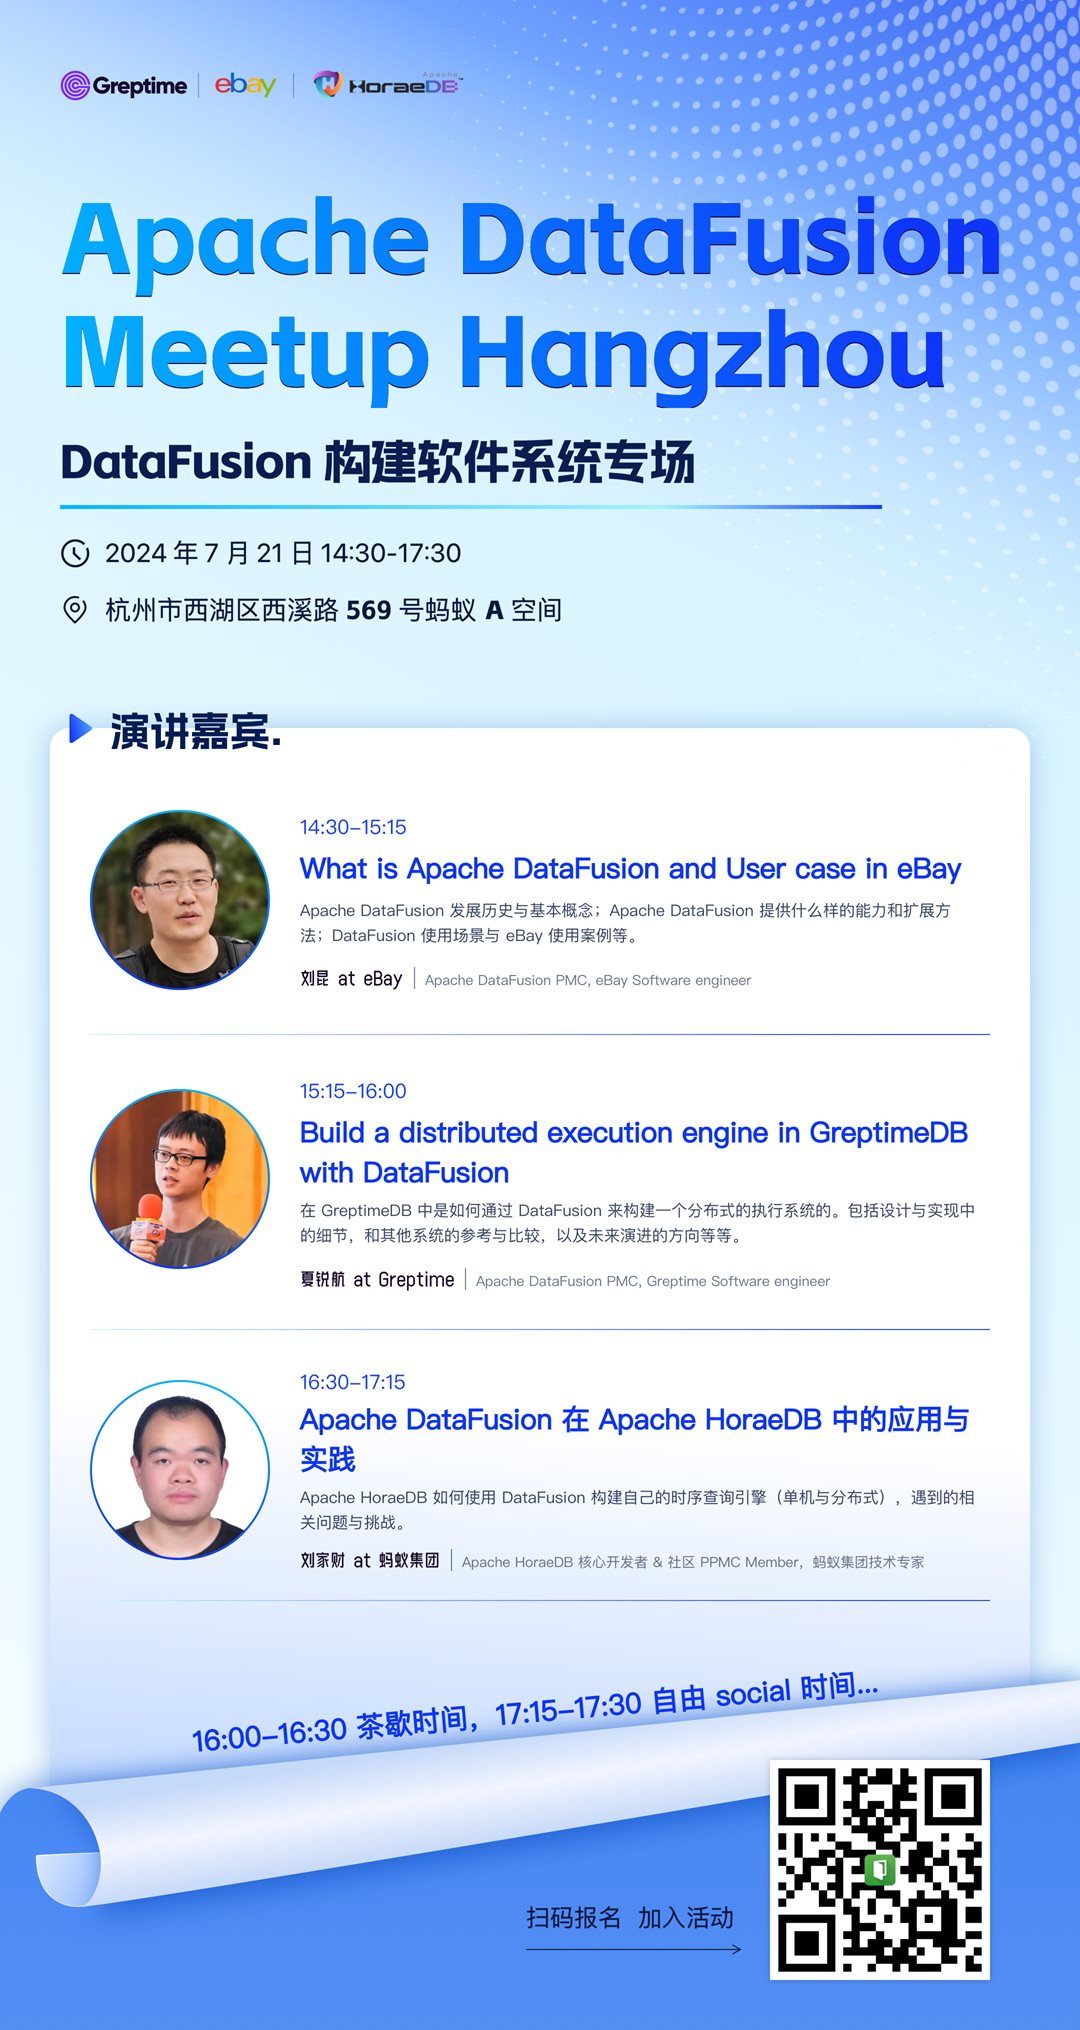 Greptime | ebay | Apache HoraeDB™
Apache DataFusion
Meetup Hangzhou
DataFusion 构建软件系统专场
2024 年 7 月 21 日 14:30-17:30
杭州市西湖区西溪路 569 号蚂蚁 A 空间
演讲嘉宾.
14:30–15:15
What is Apache DataFusion and User case in eBay
Apache DataFusion 发展历史与基本概念；Apache DataFusion 提供什么样的能力和扩展方
法；DataFusion 使用场景与 eBay 使用案例等。
刘昆 at eBay | Apache DataFusion PMC, eBay Software engineer
15:15–16:00
Build a distributed execution engine in GreptimeDB
with DataFusion
在 GreptimeDB 中是如何通过 DataFusion 来构建一个分布式的执行系统的。包括设计与实现中
的细节，和其他系统的参考与比较，以及未来演进的方向等等。
夏锐航 at Greptime | Apache DataFusion PMC, Greptime Software engineer
16:30–17:15
Apache DataFusion 在 Apache HoraeDB 中的应用与
实践
Apache HoraeDB 如何使用 DataFusion 构建自己的时序查询引擎（单机与分布式），遇到的相
关问题与挑战。
刘家财 at 蚂蚁集团 | Apache HoraeDB 核心开发者 & 社区 PPMC Member，蚂蚁集团技术专家
16:00–16:30 茶歇时间，17:15–17:30 自由 social 时间...
扫码报名 加入活动